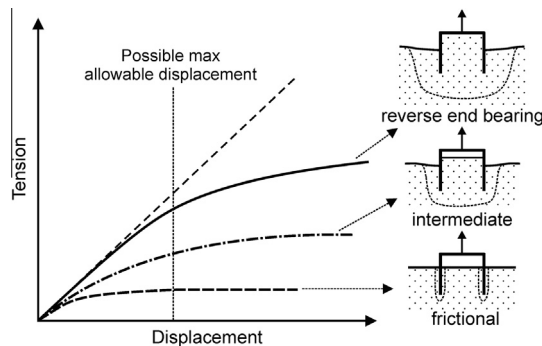 Possible max
allowable displacement
reverse end bearing
Tension
intermediate
frictional
Displacement